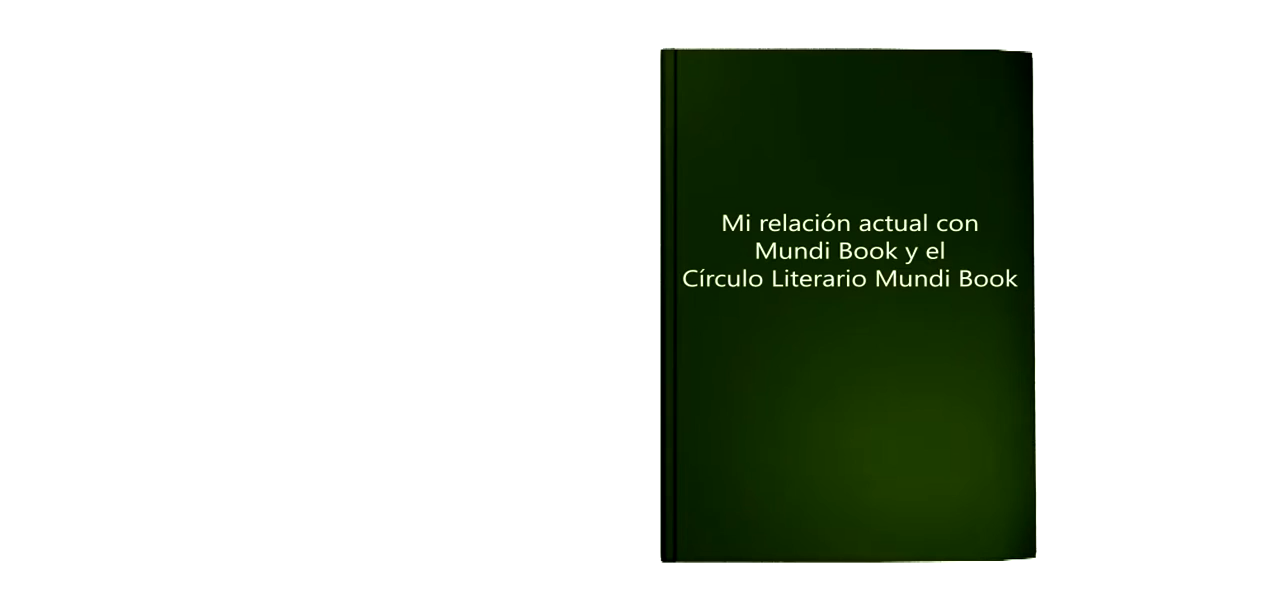 Mi relación actual con
Mundi Book y el
Círculo Literario Mundi Book